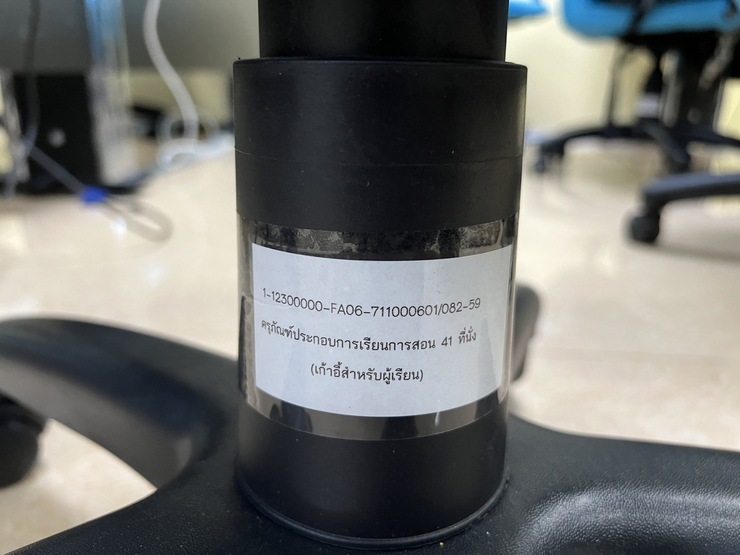 1-12300000-FA06-711000601/082-59
ครุภัณฑ์ประกอบการเรียนการสอน 41 ที่นั่ง
(เก้าอี้สำหรับผู้เรียน)